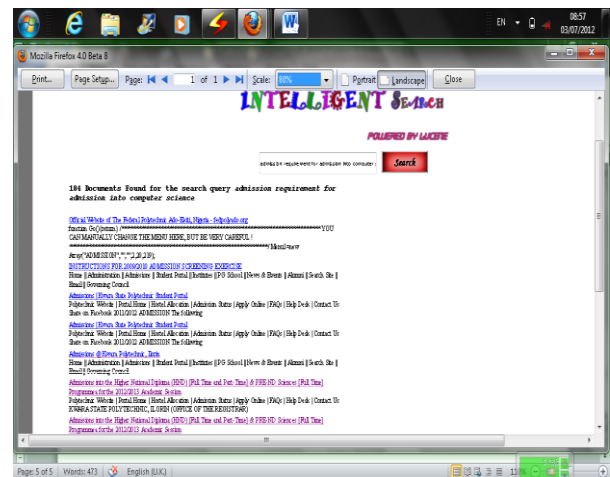 EN
08:57
03/07/2012
Mozilla Firefox 4.0 Beta 8
Print... Page Setup... Page: 1 of 1 Scale: 80% Portrait Landscape Close
INTELLIGENT SEARCH
POWERED BY LUCENE
Search
184 Documents Found for the search query admission requirement for
admission into computer science
Official Website of The Federal Polytechnic Ado-Ekiti, Nigeria - fedpolyado.org
YOU
CAN MANUALLY CHANGE THE MENU HERE, BUT BE VERY CAREFUL !
Array("ADMISSION","","",2,20,219);
INSTRUCTIONS FOR 2009/2010 ADMISSION SCREENING EXERCISE
Home || Administration || Admissions || Student Portal || Institutes || PG School || News & Events || Alumni || Search Site ||
Email || Governing Council
Admissions | Kwara State Polytechnic Student Portal
Polytechnic Website | Portal Home | Hostel Allocation | Admission Status | Apply Online | FAQs | Help Desk | Contact Us
Share on Facebook 2011/2012 ADMISSION The following
Admissions | Kwara State Polytechnic Student Portal
Polytechnic Website | Portal Home | Hostel Allocation | Admission Status | Apply Online | FAQs | Help Desk | Contact Us
Share on Facebook 2011/2012 ADMISSION The following
Admissions @ Kwara Polytechnic, Ilorin
Home || Administration || Admissions || Student Portal || Institutes || PG School || News & Events || Alumni || Search Site ||
Email || Governing Council
Admissions into the Higher National Diploma (HND) [Full Time and Part-Time] & PRE-ND Sciences [Full Time]
Programmes for the 2012/2013 Academic Session
Polytechnic Website | Portal Home | Hostel Allocation | Admission Status | Apply Online | FAQs | Help Desk | Contact Us
KWARA STATE POLYTECHNIC, ILORIN (OFFICE OF THE REGISTRAR)
Admissions into the Higher National Diploma (HND) [Full Time and Part-Time] & PRE-ND Sciences [Full Time]
Programmes for the 2012/2013 Academic Session
Page: 5 of 5 Words: 473 English (U.K.)